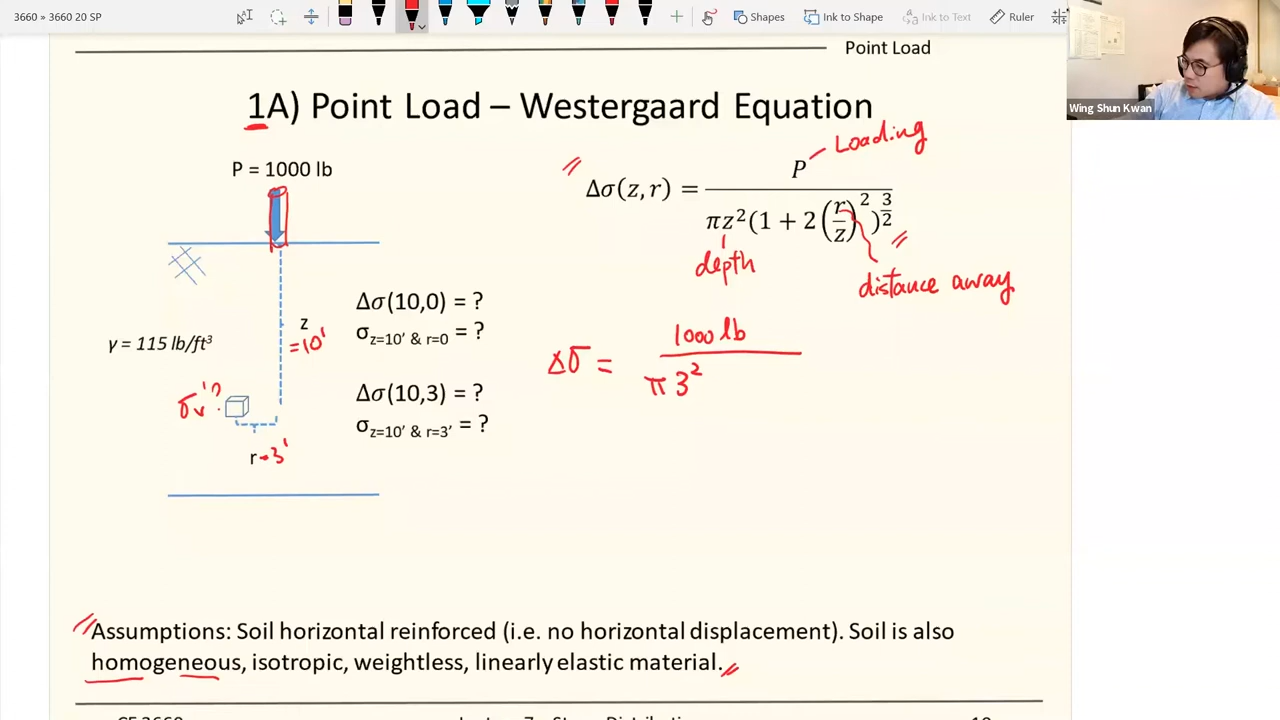 3660 » 3660 20 SP
Shapes
Ink to Shape
Ink to Text
Ruler
Wing Shun Kwan
Point Load
1A) Point Load – Westergaard Equation
P = 1000 lb
Loading
Δσ(z, r) = P / πz²(1 + 2(r/z)²)^3/2
depth
distance away
Δσ(10,0) = ?
σz=10' & r=0 = ?
z
=10'
γ = 115 lb/ft³
Δσ = 1000 lb / π 3²
Δσ(10,3) = ?
σz=10' & r=3' = ?
σv'?
r=3'
Assumptions: Soil horizontal reinforced (i.e. no horizontal displacement). Soil is also
homogeneous, isotropic, weightless, linearly elastic material.